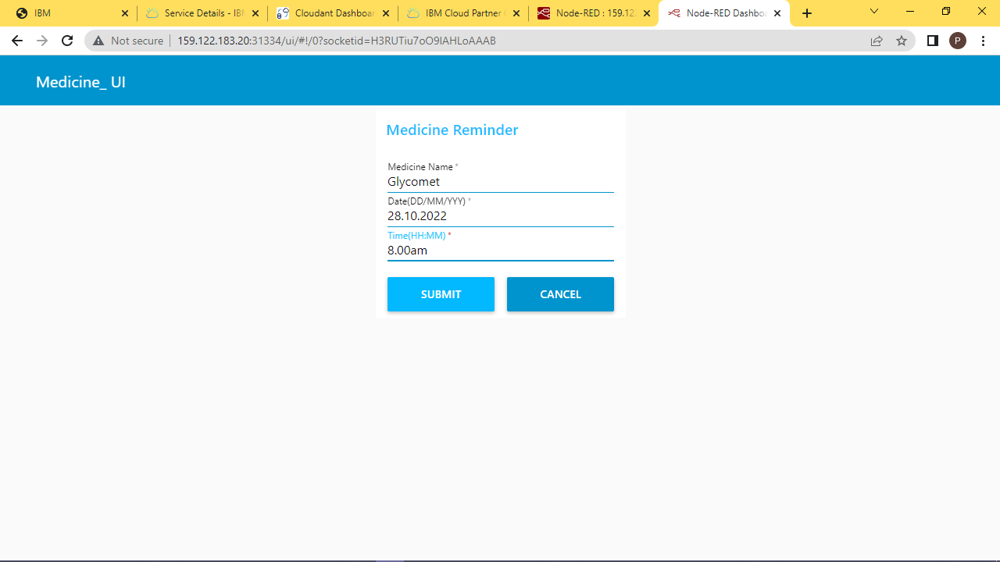 IBM
Service Details - IBM
Cloudant Dashboar
IBM Cloud Partner
Node-RED : 159.12
Node-RED Dashbo
Not secure
159.122.183.20:31334/ui/#!/0?socketid=H3RUTiu7oO9IAHLoAAAB
P
Medicine_ UI
Medicine Reminder
Medicine Name *
Glycomet
Date(DD/MM/YYY) *
28.10.2022
Time(HH:MM) *
8.00am
SUBMIT CANCEL